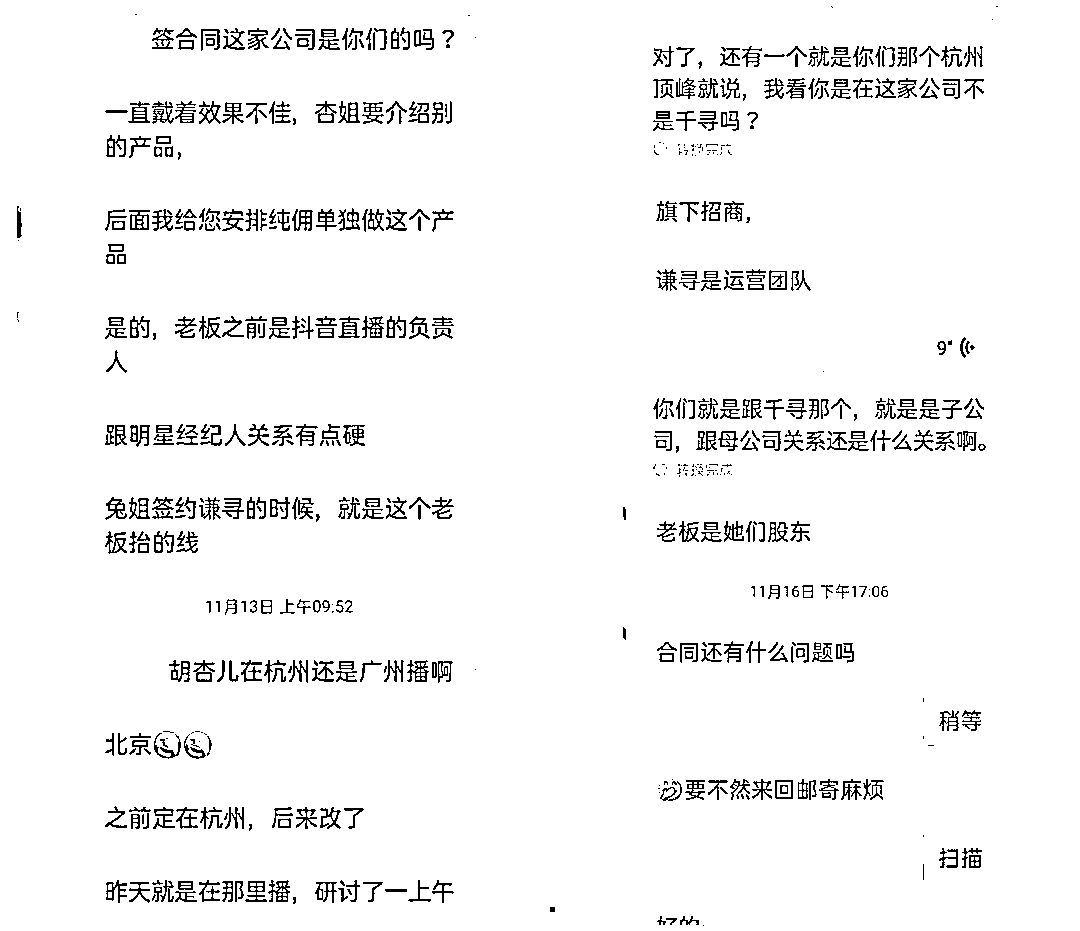 签合同这家公司是你们的吗？
一直戴着效果不佳，杏姐要介绍别
的产品，
后面我给您安排纯佣单独做这个产
品
是的，老板之前是抖音直播的负责
人
跟明星经纪人关系有点硬
兔姐签约谦寻的时候，就是这个老
板抬的线
11月13日 上午09:52
胡杏儿在杭州还是广州播啊
北京
之前定在杭州，后来改了
昨天就是在那里播，研讨了一上午
对了，还有一个就是你们那个杭州
顶峰就说，我看你是在这家公司不
是千寻吗？
转换完成
旗下招商，
谦寻是运营团队
9"
你们就是跟千寻那个，就是是子公
司，跟母公司关系还是什么关系啊。
转换完成
老板是她们股东
11月16日 下午17:06
合同还有什么问题吗
稍等
要不然来回邮寄麻烦
扫描
好的